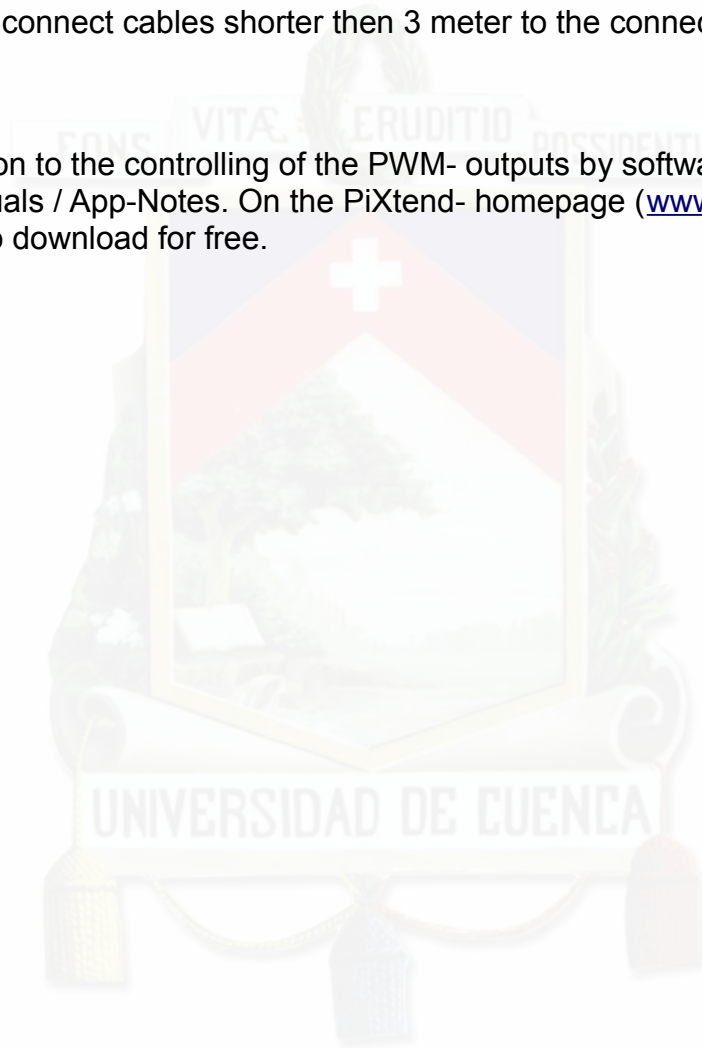 connect cables shorter then 3 meter to the connec
VITÆ ERUDITIO
FONS POSSIDENTI
on to the controlling of the PWM- outputs by softwa
uals / App-Notes. On the PiXtend- homepage (www
o download for free.
UNIVERSIDAD DE CUENCA